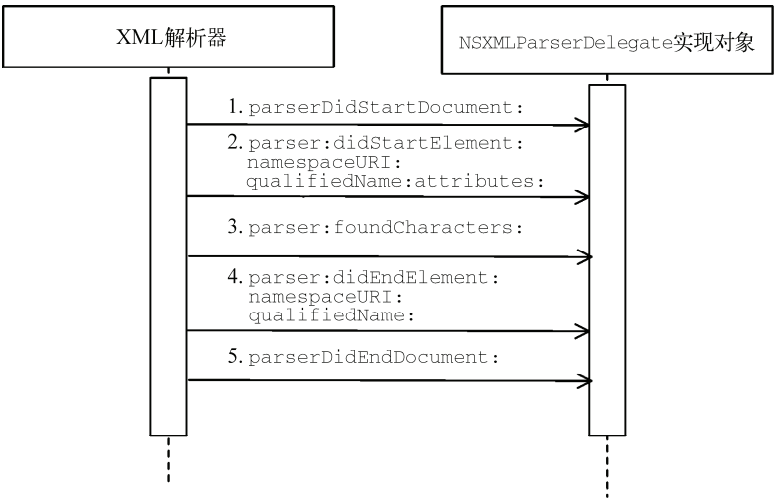 XML解析器
NSXMLParserDelegate实现对象
1. parserDidStartDocument:
2. parser:didStartElement:
namespaceURI:
qualifiedName:attributes:
3. parser:foundCharacters:
4. parser:didEndElement:
namespaceURI:
qualifiedName:
5. parserDidEndDocument: